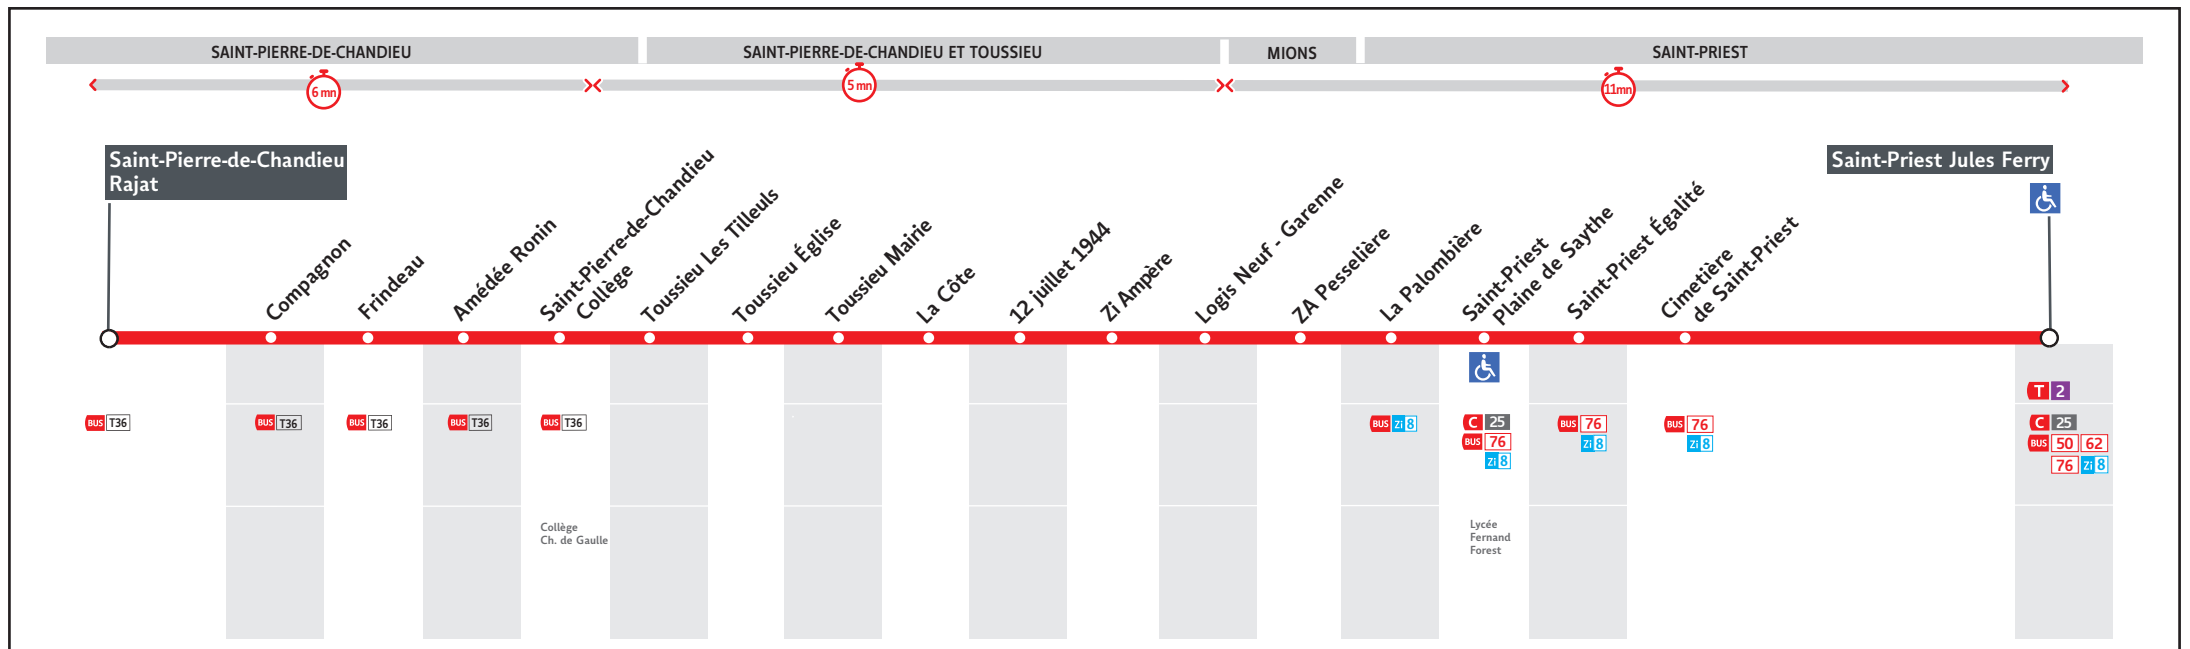 SAINT-PIERRE-DE-CHANDIEU
SAINT-PIERRE-DE-CHANDIEU ET TOUSSIEU
MIONS
SAINT-PRIEST
6 mn
5 mn
11mn
Saint-Pierre-de-Chandieu
Rajat
Compagnon
Frindeau
Amédée Ronin
Saint-Pierre-de-Chandieu
Collège
Toussieu Les Tilleuls
Toussieu Église
Toussieu Mairie
La Côte
12 juillet 1944
Zi Ampère
Logis Neuf - Garenne
ZA Pesselière
La Palombière
Saint-Priest
Plaine de Saythe
Saint-Priest Égalité
Cimetière
de Saint-Priest
Saint-Priest Jules Ferry
BUS T36
BUS T36
BUS T36
BUS T36
BUS T36
BUS Zi 8
C 25
BUS 76
Zi 8
BUS 76
Zi 8
BUS 76
Zi 8
T 2
C 25
BUS 50 62
76 Zi 8
Collège
Ch. de Gaulle
Lycée
Fernand
Forest